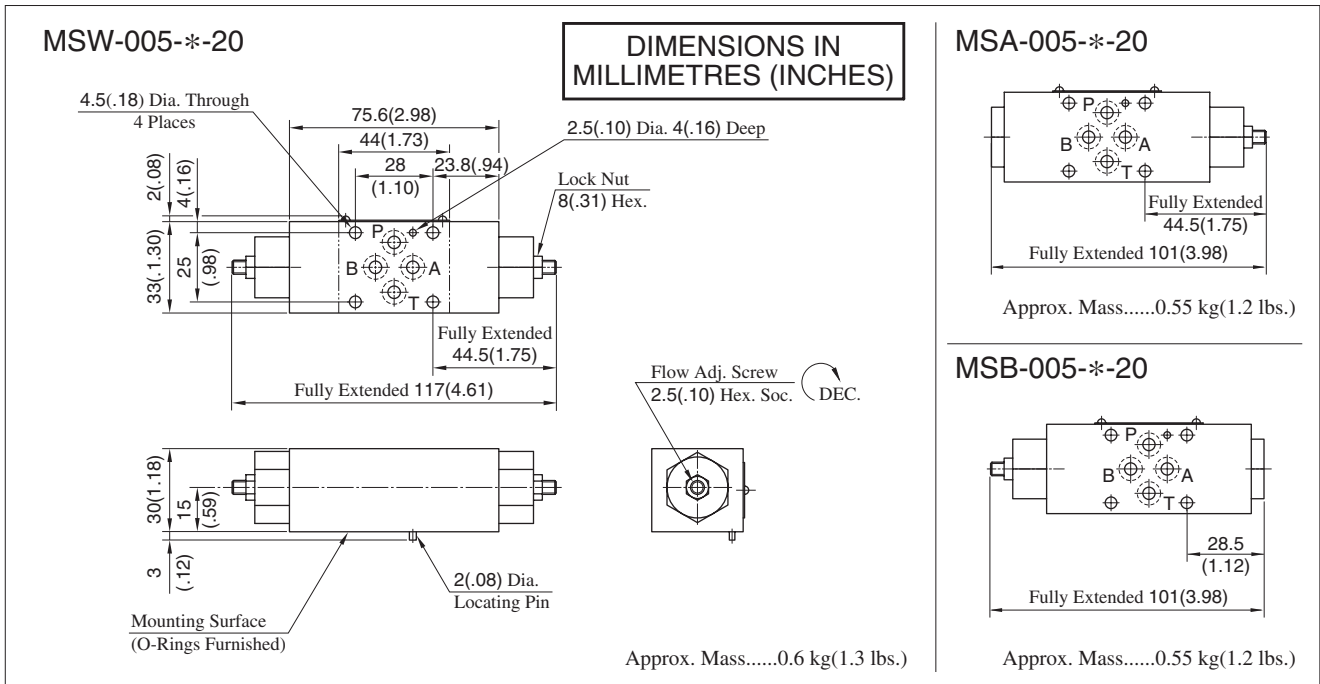 MSW-005-*-20
DIMENSIONS IN
MILLIMETRES (INCHES)
4.5(.18) Dia. Through
4 Places
75.6(2.98)
44(1.73)
28
(1.10)
23.8(.94)
2.5(.10) Dia. 4(.16) Deep
Lock Nut
8(.31) Hex.
2(.08)
4(.16)
33(.1.30)
25
(.98)
P
B
A
T
Fully Extended
44.5(1.75)
Fully Extended 117(4.61)
Flow Adj. Screw
2.5(.10) Hex. Soc.
DEC.
30(1.18)
15
(.59)
3
(.12)
2(.08) Dia.
Locating Pin
Mounting Surface
(O-Rings Furnished)
Approx. Mass......0.6 kg(1.3 lbs.)
MSA-005-*-20
P
B
A
T
Fully Extended
44.5(1.75)
Fully Extended 101(3.98)
Approx. Mass......0.55 kg(1.2 lbs.)
MSB-005-*-20
P
B
A
T
28.5
(1.12)
Fully Extended 101(3.98)
Approx. Mass......0.55 kg(1.2 lbs.)